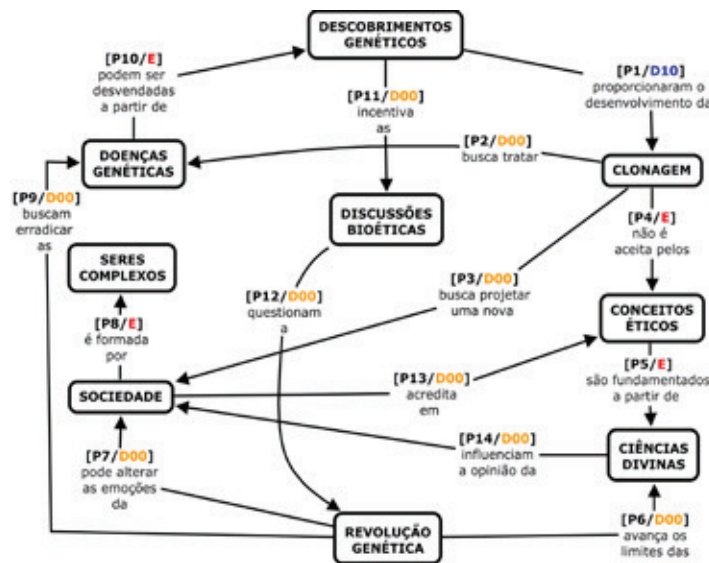 DESCOBRIMENTOS
GENÉTICOS
[P10/E]
podem ser
desvendadas
a partir de
[P1/D10]
proporcionaram o
desenvolvimento da
[P11/D00]
incentiva
as
[P2/D00]
busca tratar
DOENÇAS
GENÉTICAS
CLONAGEM
[P9/D00]
buscam
erradicar
as
DISCUSSÕES
BIOÉTICAS
[P4/E]
não é
aceita pelos
SERES
COMPLEXOS
[P3/D00]
busca projetar
uma nova
[P12/D00]
questionam
a
CONCEITOS
ÉTICOS
[P8/E]
é formada
por
[P13/D00]
acredita
em
[P5/E]
são fundamentados
a partir de
SOCIEDADE
[P14/D00]
influenciam
a opinião da
CIÊNCIAS
DIVINAS
[P7/D00]
pode alterar
as emoções
da
REVOLUÇÃO
GENÉTICA
[P6/D00]
avança os
limites das